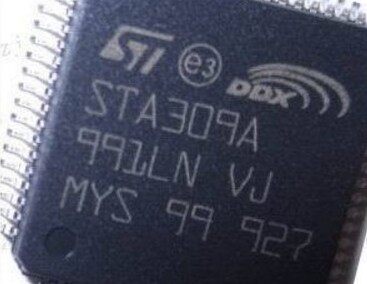 ST e3 DDX
STA309A
991LN VJ
MYS 99 927